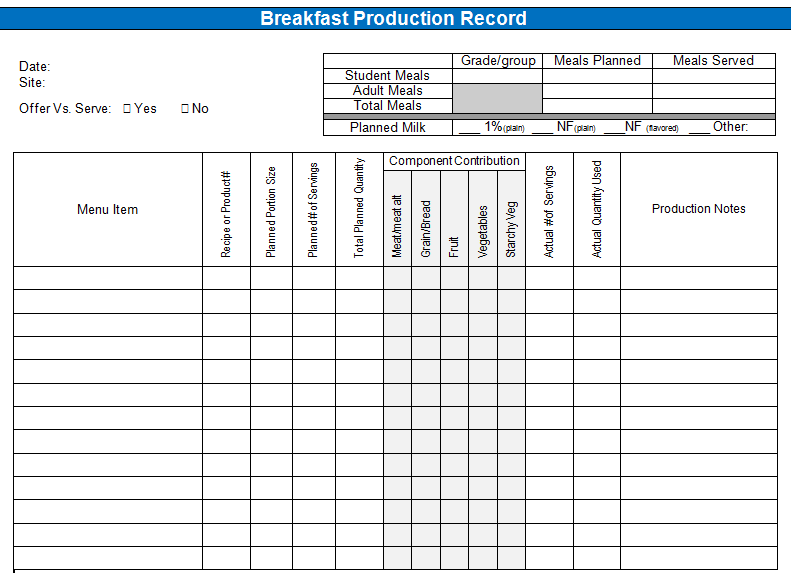 Breakfast Production Record
Date:
Site:
Offer Vs. Serve: □ Yes □ No
Grade/group Meals Planned Meals Served
Student Meals
Adult Meals
Total Meals
Planned Milk ___ 1% (plain) ___ NF (plain) ___NF (flavored) ___ Other:
Menu Item
Recipe or Product#
Planned Portion Size
Planned # of Servings
Total Planned Quantity
Component Contribution
Meat/meat alt
Grain/Bread
Fruit
Vegetables
Starchy Veg
Actual #of Servings
Actual Quantity Used
Production Notes